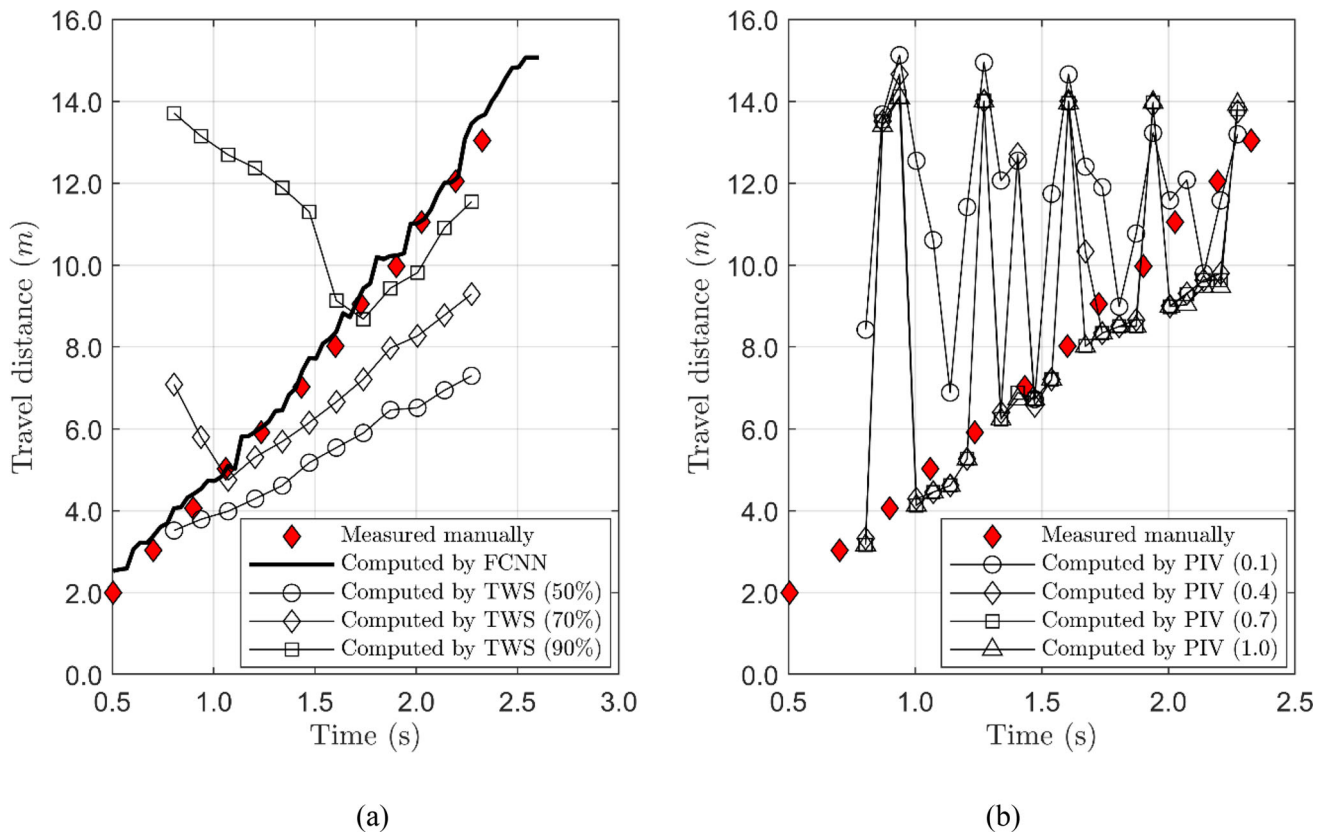 16.0
14.0
12.0
10.0
8.0
6.0
4.0
2.0
0.0
Travel distance (m)
0.5 1.0 1.5 2.0 2.5 3.0
Time (s)
Measured manually
Computed by FCNN
Computed by TWS (50%)
Computed by TWS (70%)
Computed by TWS (90%)
(a)
16.0
14.0
12.0
10.0
8.0
6.0
4.0
2.0
0.0
Travel distance (m)
0.5 1.0 1.5 2.0 2.5
Time (s)
Measured manually
Computed by PIV (0.1)
Computed by PIV (0.4)
Computed by PIV (0.7)
Computed by PIV (1.0)
(b)